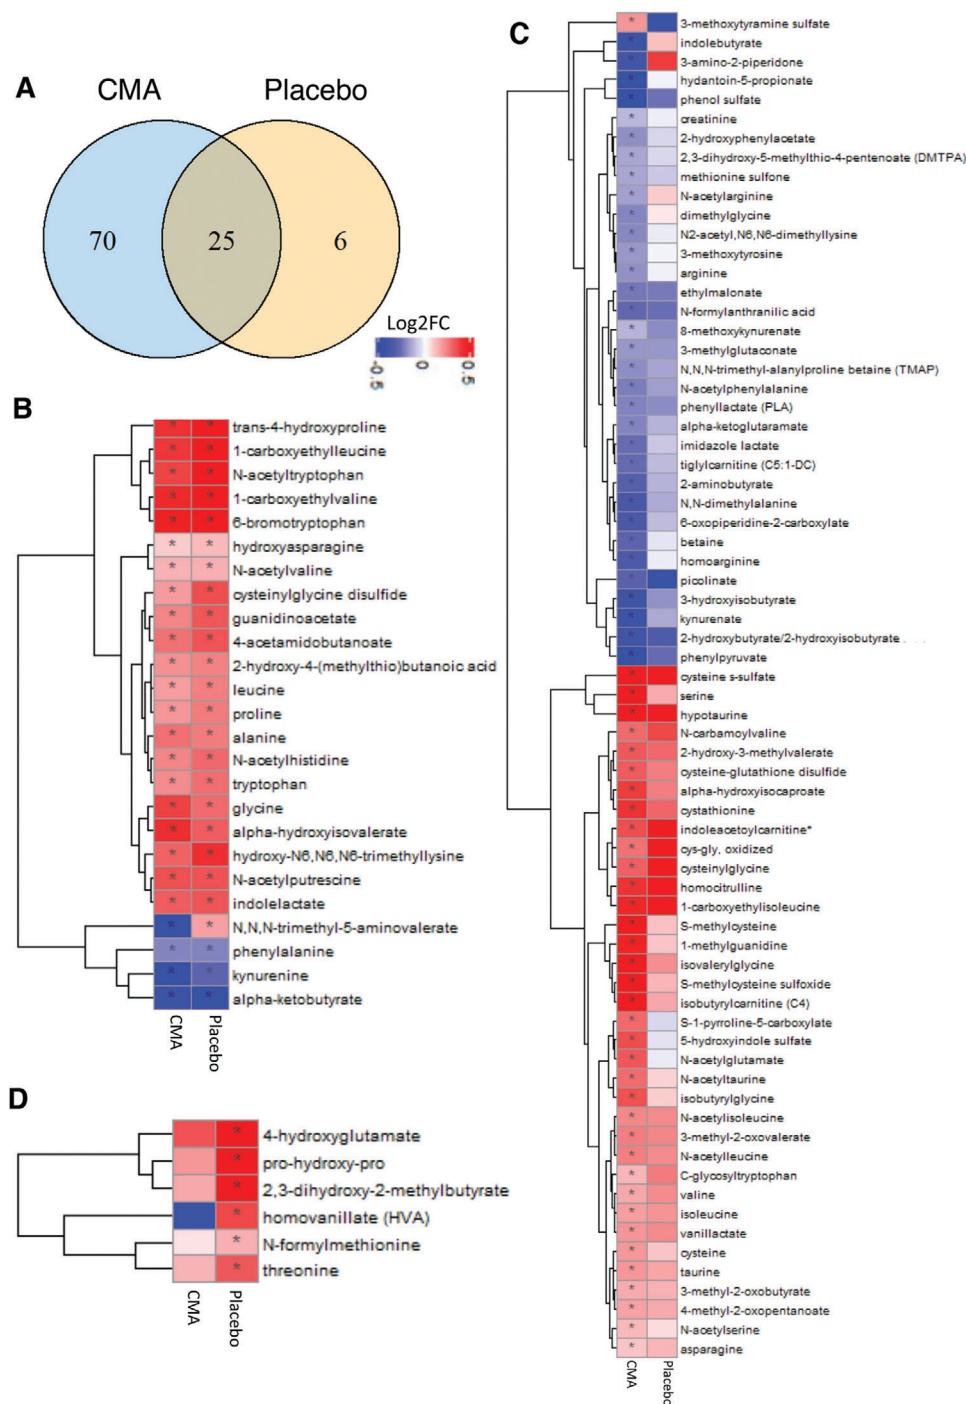 A
CMA
Placebo
70
25
6
Log2FC
-0.5
0
0.5
B
trans-4-hydroxyproline
1-carboxyethylleucine
N-acetyltryptophan
1-carboxyethylvaline
6-bromotryptophan
hydroxyasparagine
N-acetylvaline
cysteinylglycine disulfide
guanidinoacetate
4-acetamidobutanoate
2-hydroxy-4-(methylthio)butanoic acid
leucine
proline
alanine
N-acetylhistidine
tryptophan
glycine
alpha-hydroxyisovalerate
hydroxy-N6,N6,N6-trimethyllysine
N-acetylputrescine
indolelactate
N,N,N-trimethyl-5-aminovalerate
phenylalanine
kynurenine
alpha-ketobutyrate
CMA
Placebo
C
3-methoxytyramine sulfate
indolebutyrate
3-amino-2-piperidone
hydantoin-5-propionate
phenol sulfate
creatinine
2-hydroxyphenylacetate
2,3-dihydroxy-5-methylthio-4-pentenoate (DMTPA)
methionine sulfone
N-acetylarginine
dimethylglycine
N2-acetyl,N6,N6-dimethyllysine
3-methoxytyrosine
arginine
ethylmalonate
N-formylanthranilic acid
8-methoxykynurenate
3-methylglutaconate
N,N,N-trimethyl-alanylproline betaine (TMAP)
N-acetylphenylalanine
phenyllactate (PLA)
alpha-ketoglutaramate
imidazole lactate
tiglylcarnitine (C5:1-DC)
2-aminobutyrate
N,N-dimethylalanine
6-oxopiperidine-2-carboxylate
betaine
homoarginine
picolinate
3-hydroxyisobutyrate
kynurenate
2-hydroxybutyrate/2-hydroxyisobutyrate
phenylpyruvate
cysteine s-sulfate
serine
hypotaurine
N-carbamoylvaline
2-hydroxy-3-methylvalerate
cysteine-glutathione disulfide
alpha-hydroxyisocaproate
cystathionine
indoleacetoylcarnitine*
cys-gly, oxidized
cysteinylglycine
homocitrulline
1-carboxyethylisoleucine
S-methylcysteine
1-methylguanidine
isovalerylglycine
S-methylcysteine sulfoxide
isobutyrylcarnitine (C4)
S-1-pyrroline-5-carboxylate
5-hydroxyindole sulfate
N-acetylglutamate
N-acetyltaurine
isobutyrylglycine
N-acetylisoleucine
3-methyl-2-oxovalerate
N-acetylleucine
C-glycosyltryptophan
valine
isoleucine
vanillactate
cysteine
taurine
3-methyl-2-oxobutyrate
4-methyl-2-oxopentanoate
N-acetylserine
asparagine
CMA
Placebo
D
4-hydroxyglutamate
pro-hydroxy-pro
2,3-dihydroxy-2-methylbutyrate
homovanillate (HVA)
N-formylmethionine
threonine
CMA
Placebo